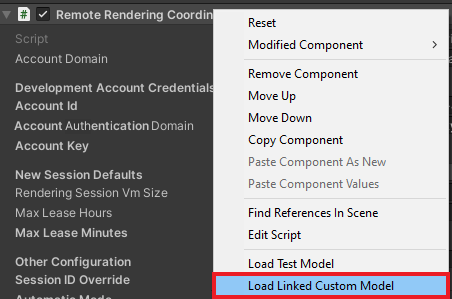 Remote Rendering Coordin
Script
Account Domain
Development Account Credentials
Account Id
Account Authentication Domain
Account Key
New Session Defaults
Rendering Session Vm Size
Max Lease Hours
Max Lease Minutes
Other Configuration
Session ID Override
Automatic Mode
Reset
Modified Component
Remove Component
Move Up
Move Down
Copy Component
Paste Component As New
Paste Component Values
Find References In Scene
Edit Script
Load Test Model
Load Linked Custom Model